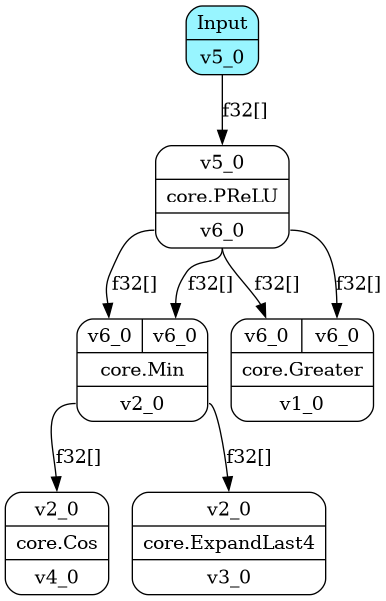 Input
v5_0
f32[]
v5_0
core.PReLU
v6_0
f32[] f32[] f32[] f32[]
v6_0 v6_0 v6_0 v6_0
core.Min core.Greater
v2_0 v1_0
f32[] f32[]
v2_0 v2_0
core.Cos core.ExpandLast4
v4_0 v3_0